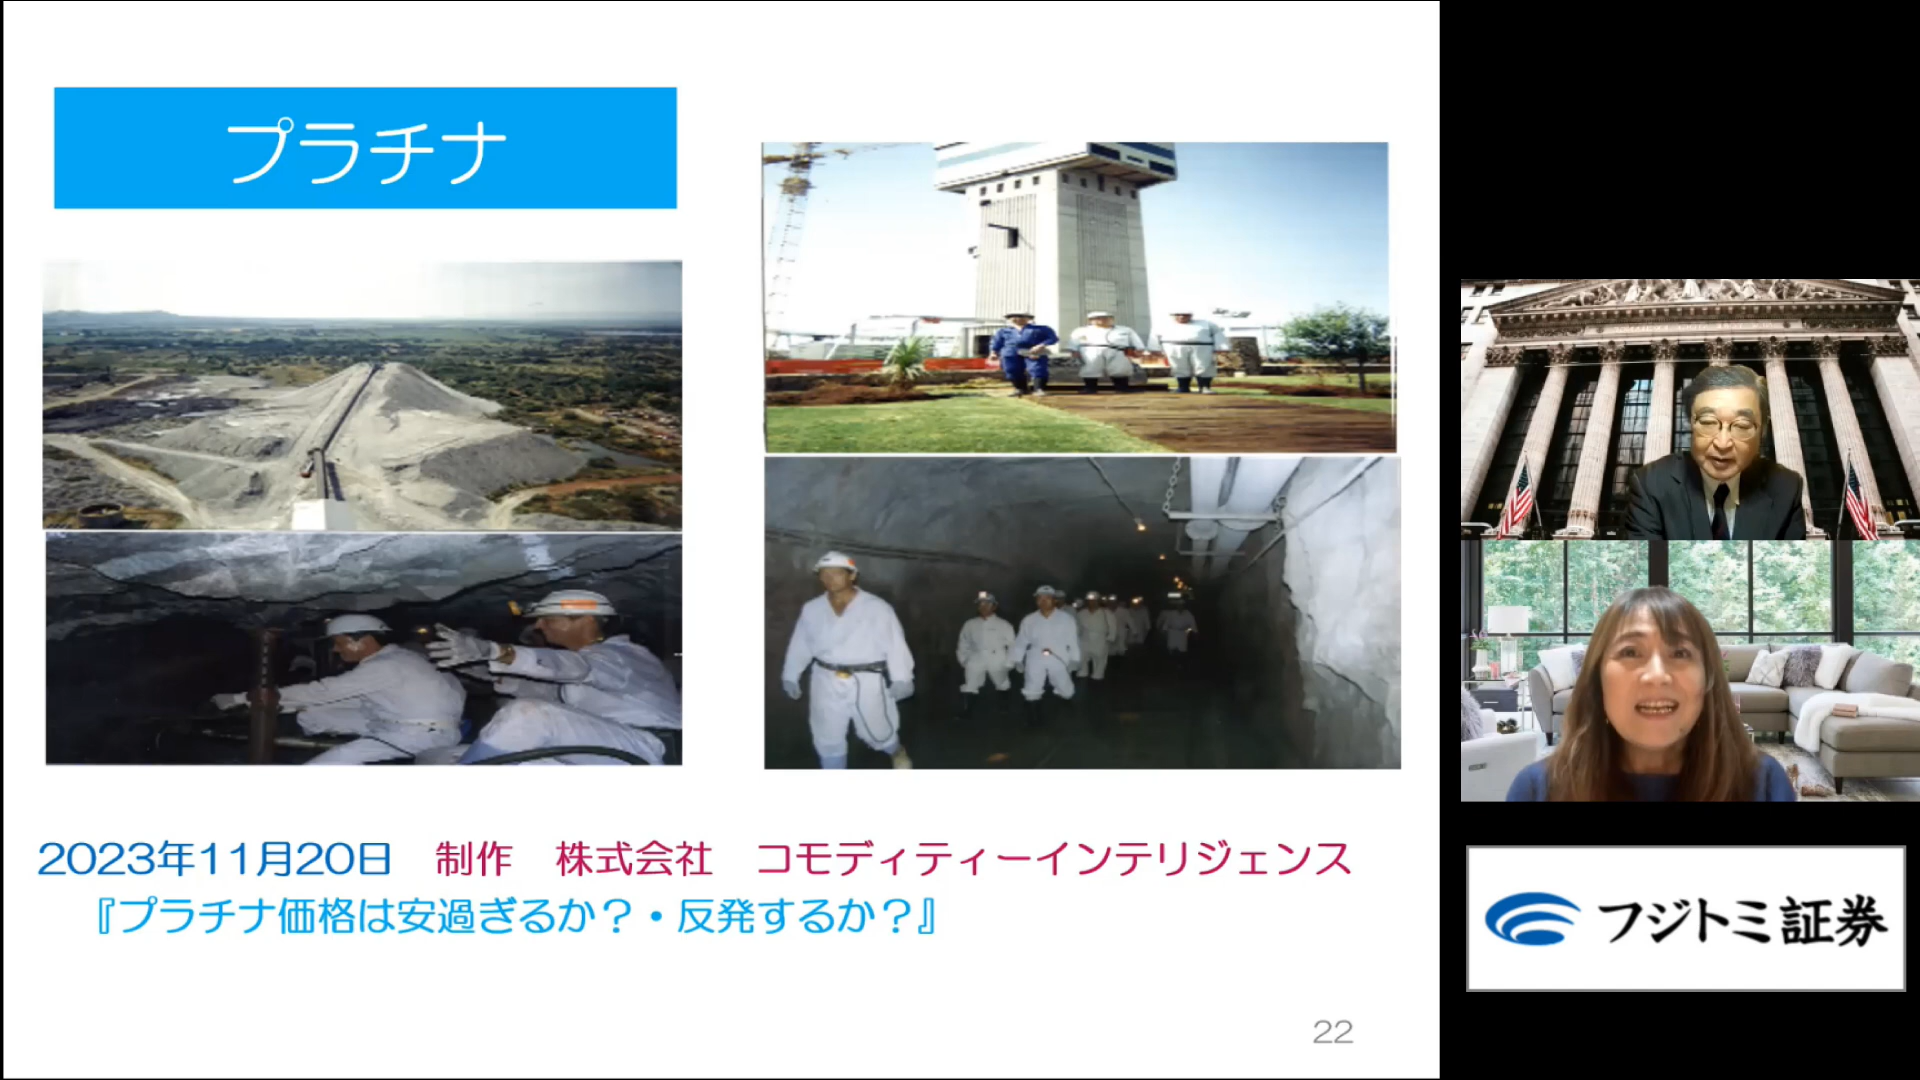 プラチナ
2023年11月20日　制作　株式会社　コモディティーインテリジェンス
『プラチナ価格は安過ぎるか？・反発するか？』
22
フジトミ証券